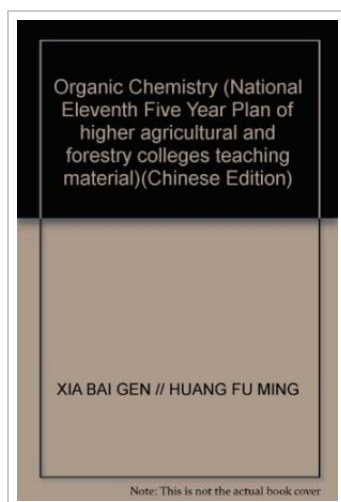 Organic Chemistry (National
Eleventh Five Year Plan of
higher agricultural and
forestry colleges teaching
material)(Chinese Edition)
XIA BAI GEN // HUANG FU MING
Note: This is not the actual book cover